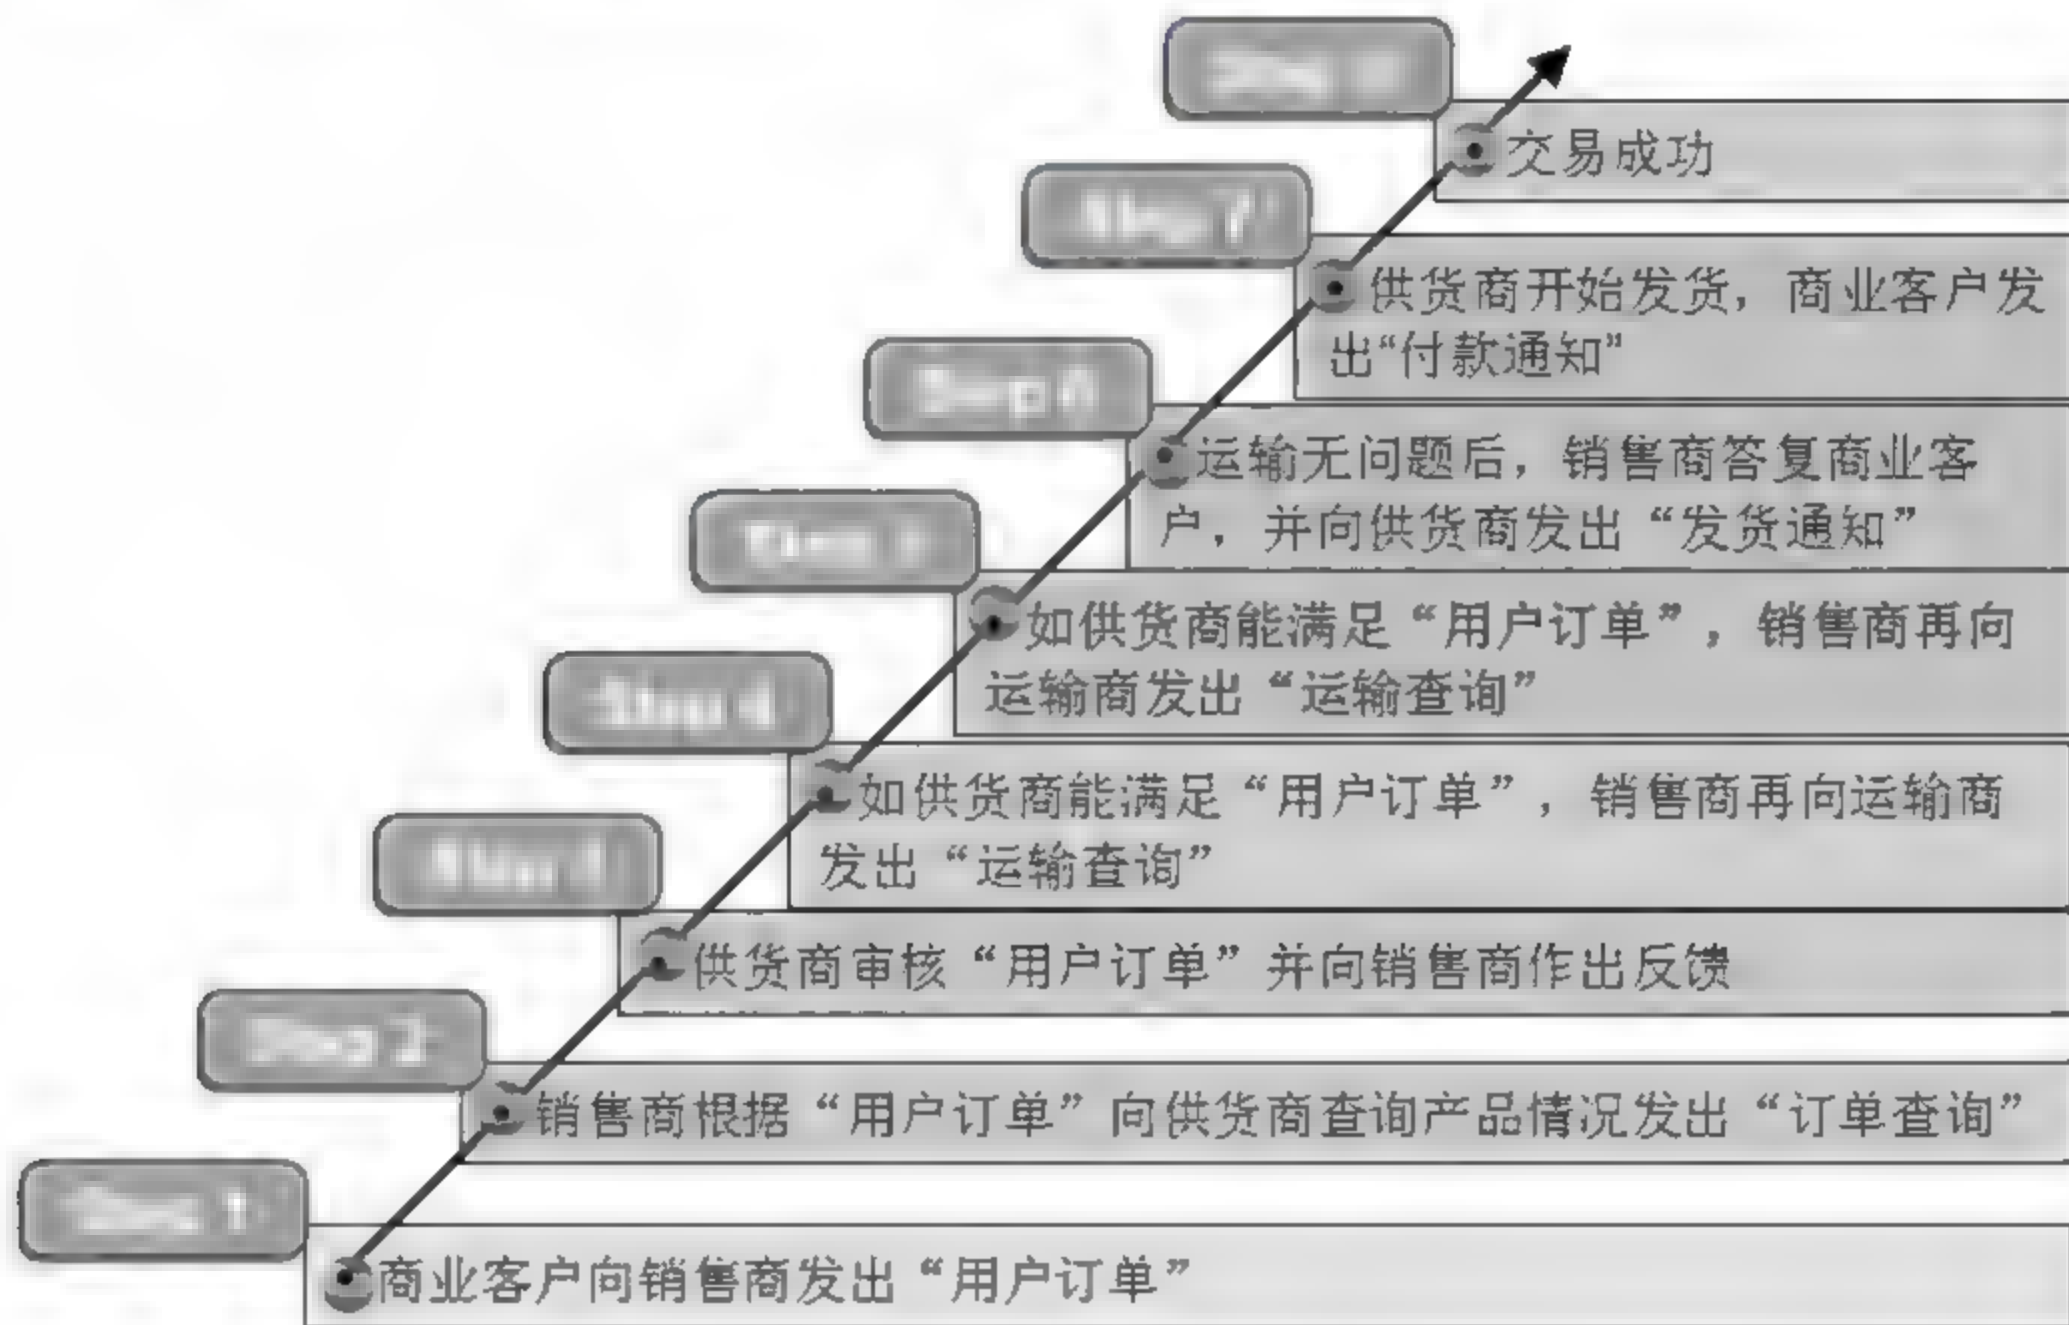 交易成功
Step 7
供货商开始发货，商业客户发
出“付款通知”
运输无问题后，销售商答复商业客
户，并向供货商发出“发货通知”
如供货商能满足“用户订单”，销售商再向
运输商发出“运输查询”
Step 4
如供货商能满足“用户订单”，销售商再向运输商
发出“运输查询”
供货商审核“用户订单”并向销售商作出反馈
Step 2
销售商根据“用户订单”向供货商查询产品情况发出“订单查询”
商业客户向销售商发出“用户订单”